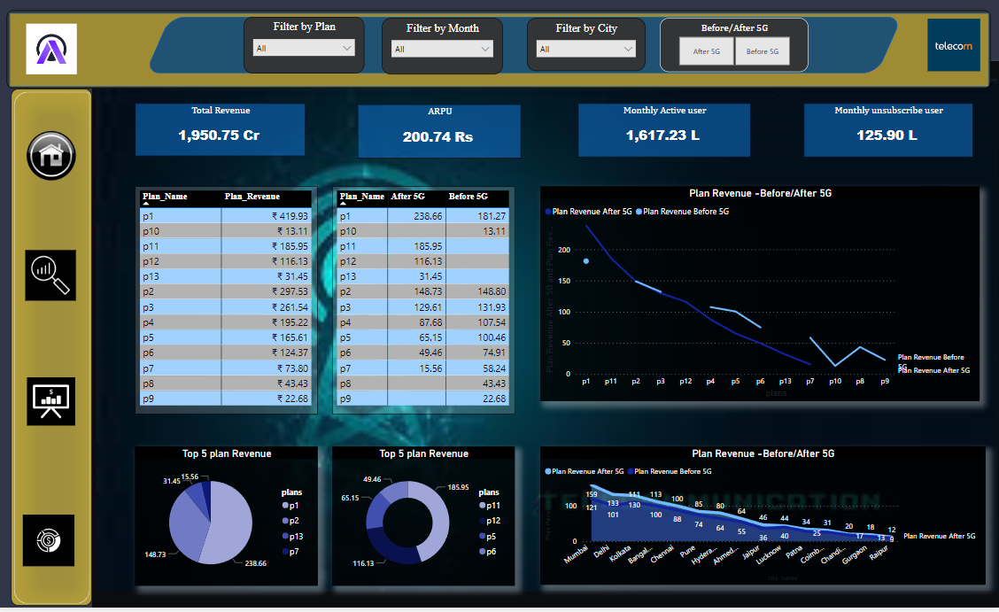 Filter by Plan
All
Filter by Month
All
Filter by City
All
Before/After 5G
After 5G Before 5G
telecom
Total Revenue
1,950.75 Cr
ARPU
200.74 Rs
Monthly Active user
1,617.23 L
Monthly unsubscribe user
125.90 L
Plan_Name Plan_Revenue
p1 ₹ 419.93
p10 ₹ 13.11
p11 ₹ 185.95
p12 ₹ 116.13
p13 ₹ 31.45
p2 ₹ 297.53
p3 ₹ 261.54
p4 ₹ 195.22
p5 ₹ 165.61
p6 ₹ 124.37
p7 ₹ 73.80
p8 ₹ 43.43
p9 ₹ 22.68
Plan_Name After 5G Before 5G
p1 238.66 181.27
p10 13.11
p11 185.95
p12 116.13
p13 31.45
p2 148.73 148.80
p3 129.61 131.93
p4 87.68 107.54
p5 65.15 100.46
p6 49.46 74.91
p7 15.56 58.24
p8 43.43
p9 22.68
Plan Revenue -Before/After 5G
Plan Revenue After 5G Plan Revenue Before 5G
Plan Revenue After 5G and Plan Rev...
200
150
100
50
0
p1 p11 p2 p3 p12 p4 p5 p6 p13 p7 p10 p8 p9
plans
Plan Revenue Before
5G
Plan Revenue After 5G
Top 5 plan Revenue
15.56
31.45
148.73
238.66
plans
p1
p2
p13
p7
Top 5 plan Revenue
49.46
185.95
65.15
116.13
plans
p11
p12
p5
p6
Plan Revenue -Before/After 5G
Plan Revenue After 5G Plan Revenue Before 5G
100
0
159 133 111 113 100 85 80 64 46 44 34 31 20 18 12
121 101 130 100 88 74 64 55 36 40 25 17 13 9
Mumbai Delhi Kolkata Bangal... Chennai Pune Hydera... Ahmed... Jaipur Lucknow Patna Coimb... Chandi... Gurgaon Raipur
city_name
Plan Revenue After 5G